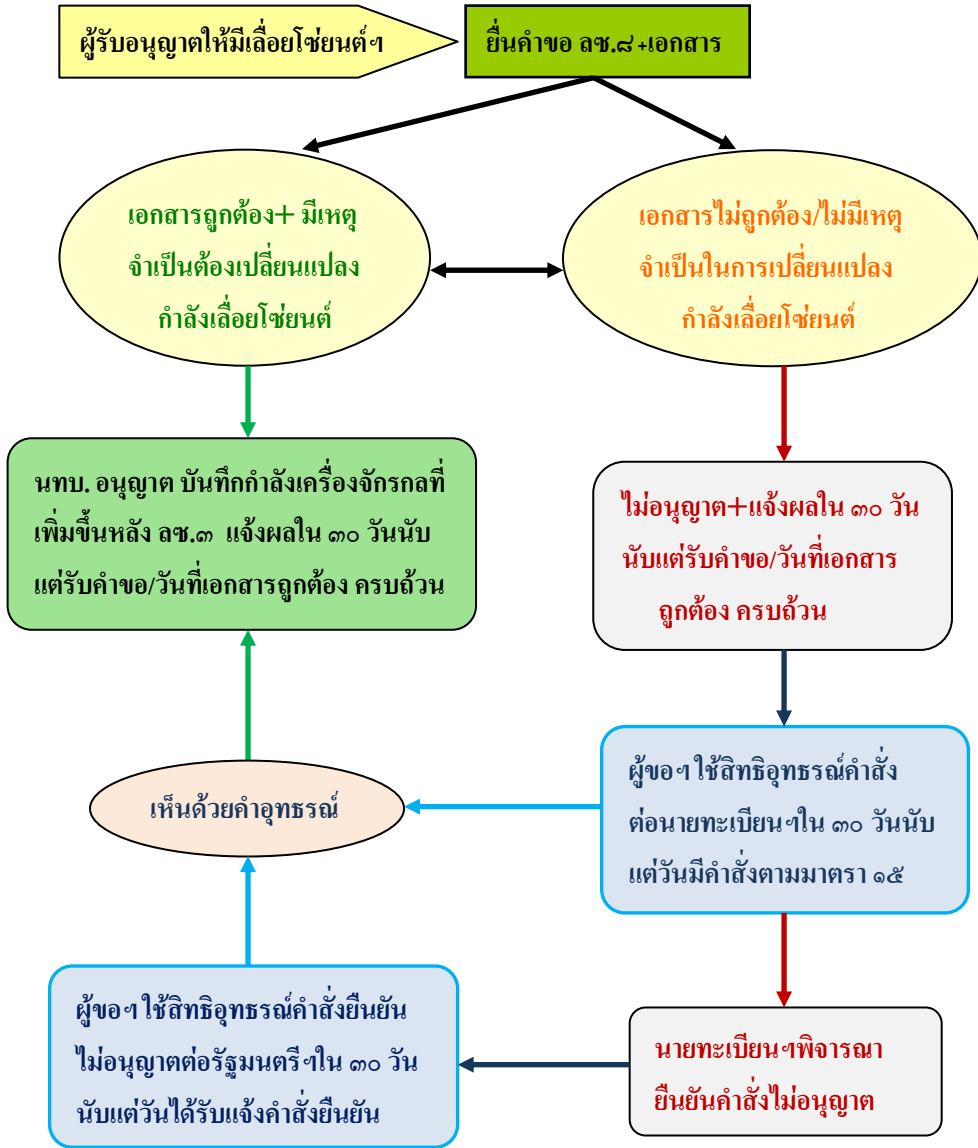 ผู้รับอนุญาตให้มีเลื่อยโซ่ยนต์ฯ
ยื่นคำขอ ลซ.๘ +เอกสาร
เอกสารถูกต้อง+ มีเหตุ
จำเป็นต้องเปลี่ยนแปลง
กำลังเลื่อยโซ่ยนต์
เอกสารไม่ถูกต้อง/ไม่มีเหตุ
จำเป็นในการเปลี่ยนแปลง
กำลังเลื่อยโซ่ยนต์
นทบ. อนุญาต บันทึกกำลังเครื่องจักรกลที่
เพิ่มขึ้นหลัง ลซ.๓ แจ้งผลใน ๓๐ วันนับ
แต่รับคำขอ/วันที่เอกสารถูกต้อง ครบถ้วน
ไม่อนุญาต+แจ้งผลใน ๓๐ วัน
นับแต่รับคำขอ/วันที่เอกสาร
ถูกต้อง ครบถ้วน
ผู้ขอฯ ใช้สิทธิอุทธรณ์คำสั่ง
ต่อนายทะเบียนฯใน ๓๐ วันนับ
แต่วันมีคำสั่งตามมาตรา ๑๕
เห็นด้วยคำอุทธรณ์
ผู้ขอฯ ใช้สิทธิอุทธรณ์คำสั่งยืนยัน
ไม่อนุญาตต่อรัฐมนตรีฯใน ๓๐ วัน
นับแต่วันได้รับแจ้งคำสั่งยืนยัน
นายทะเบียนฯพิจารณา
ยืนยันคำสั่งไม่อนุญาต